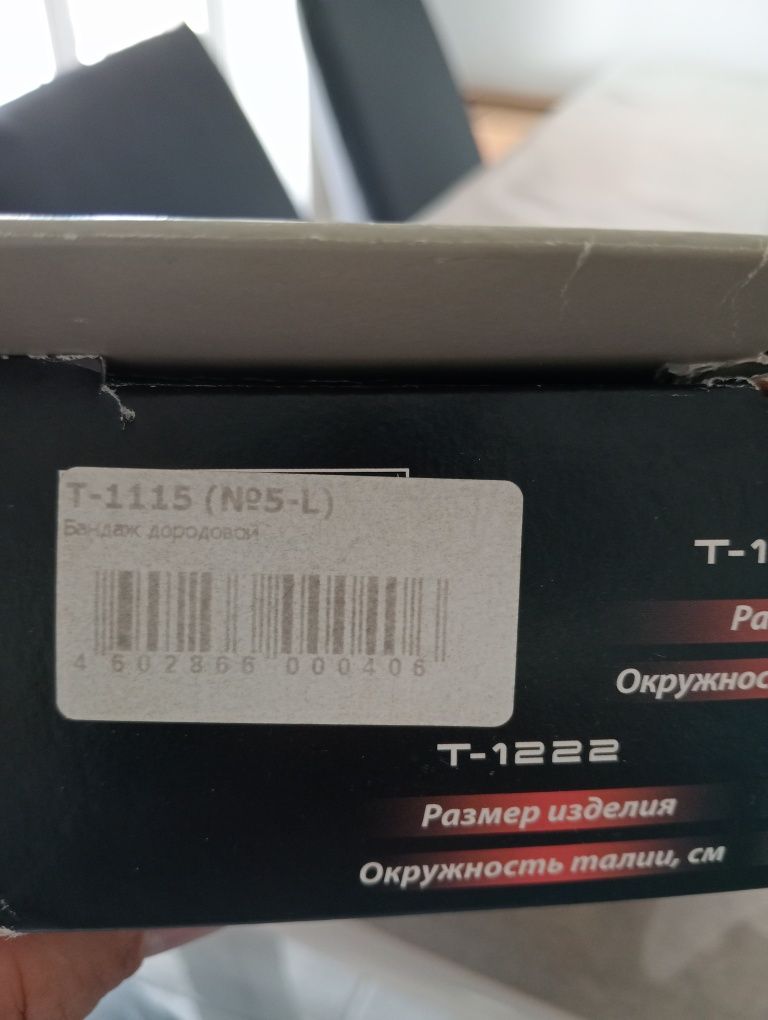 T-1115 (№5-L)
Бандаж дородовой
4 602866 000406
T-1
Ра
Окружнос
T-1222
Размер изделия
Окружность талии, см